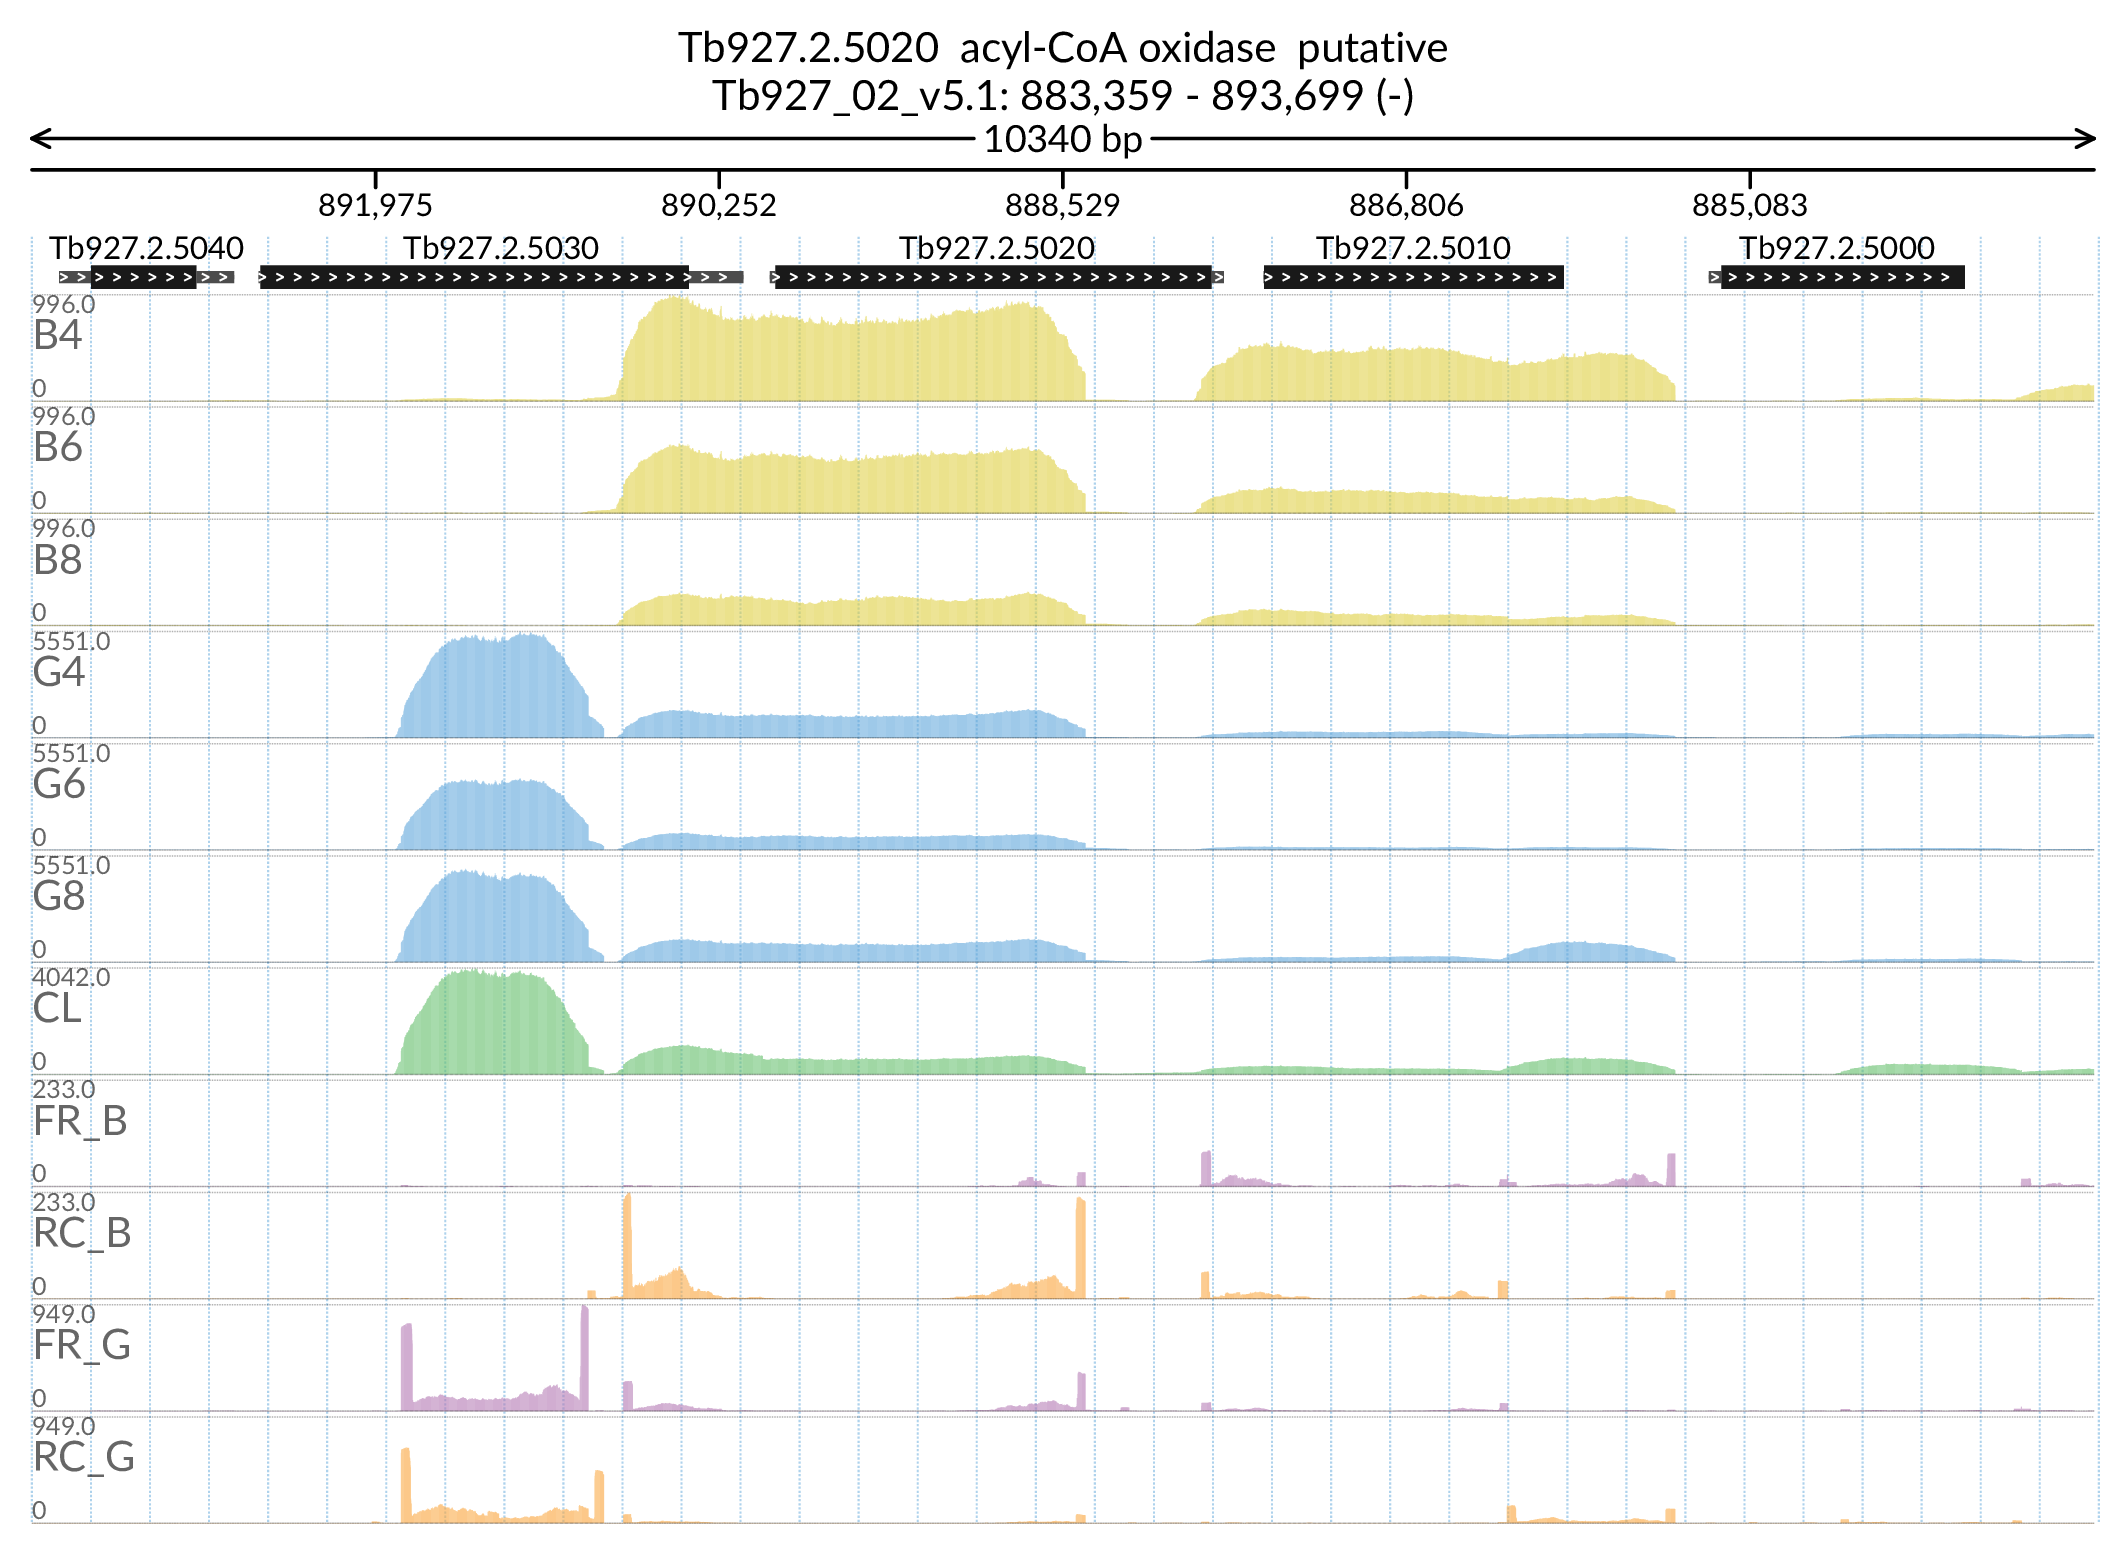 Tb927.2.5020 acyl-CoA oxidase putative
Tb927_02_v5.1: 883,359 - 893,699 (-)
10340 bp
891,975 890,252 888,529 886,806 885,083
Tb927.2.5040 Tb927.2.5030 Tb927.2.5020 Tb927.2.5010 Tb927.2.5000
996.0
B4
0
996.0
B6
0
996.0
B8
0
5551.0
G4
0
5551.0
G6
0
5551.0
G8
0
4042.0
CL
0
233.0
FR_B
0
233.0
RC_B
0
949.0
FR_G
0
949.0
RC_G
0